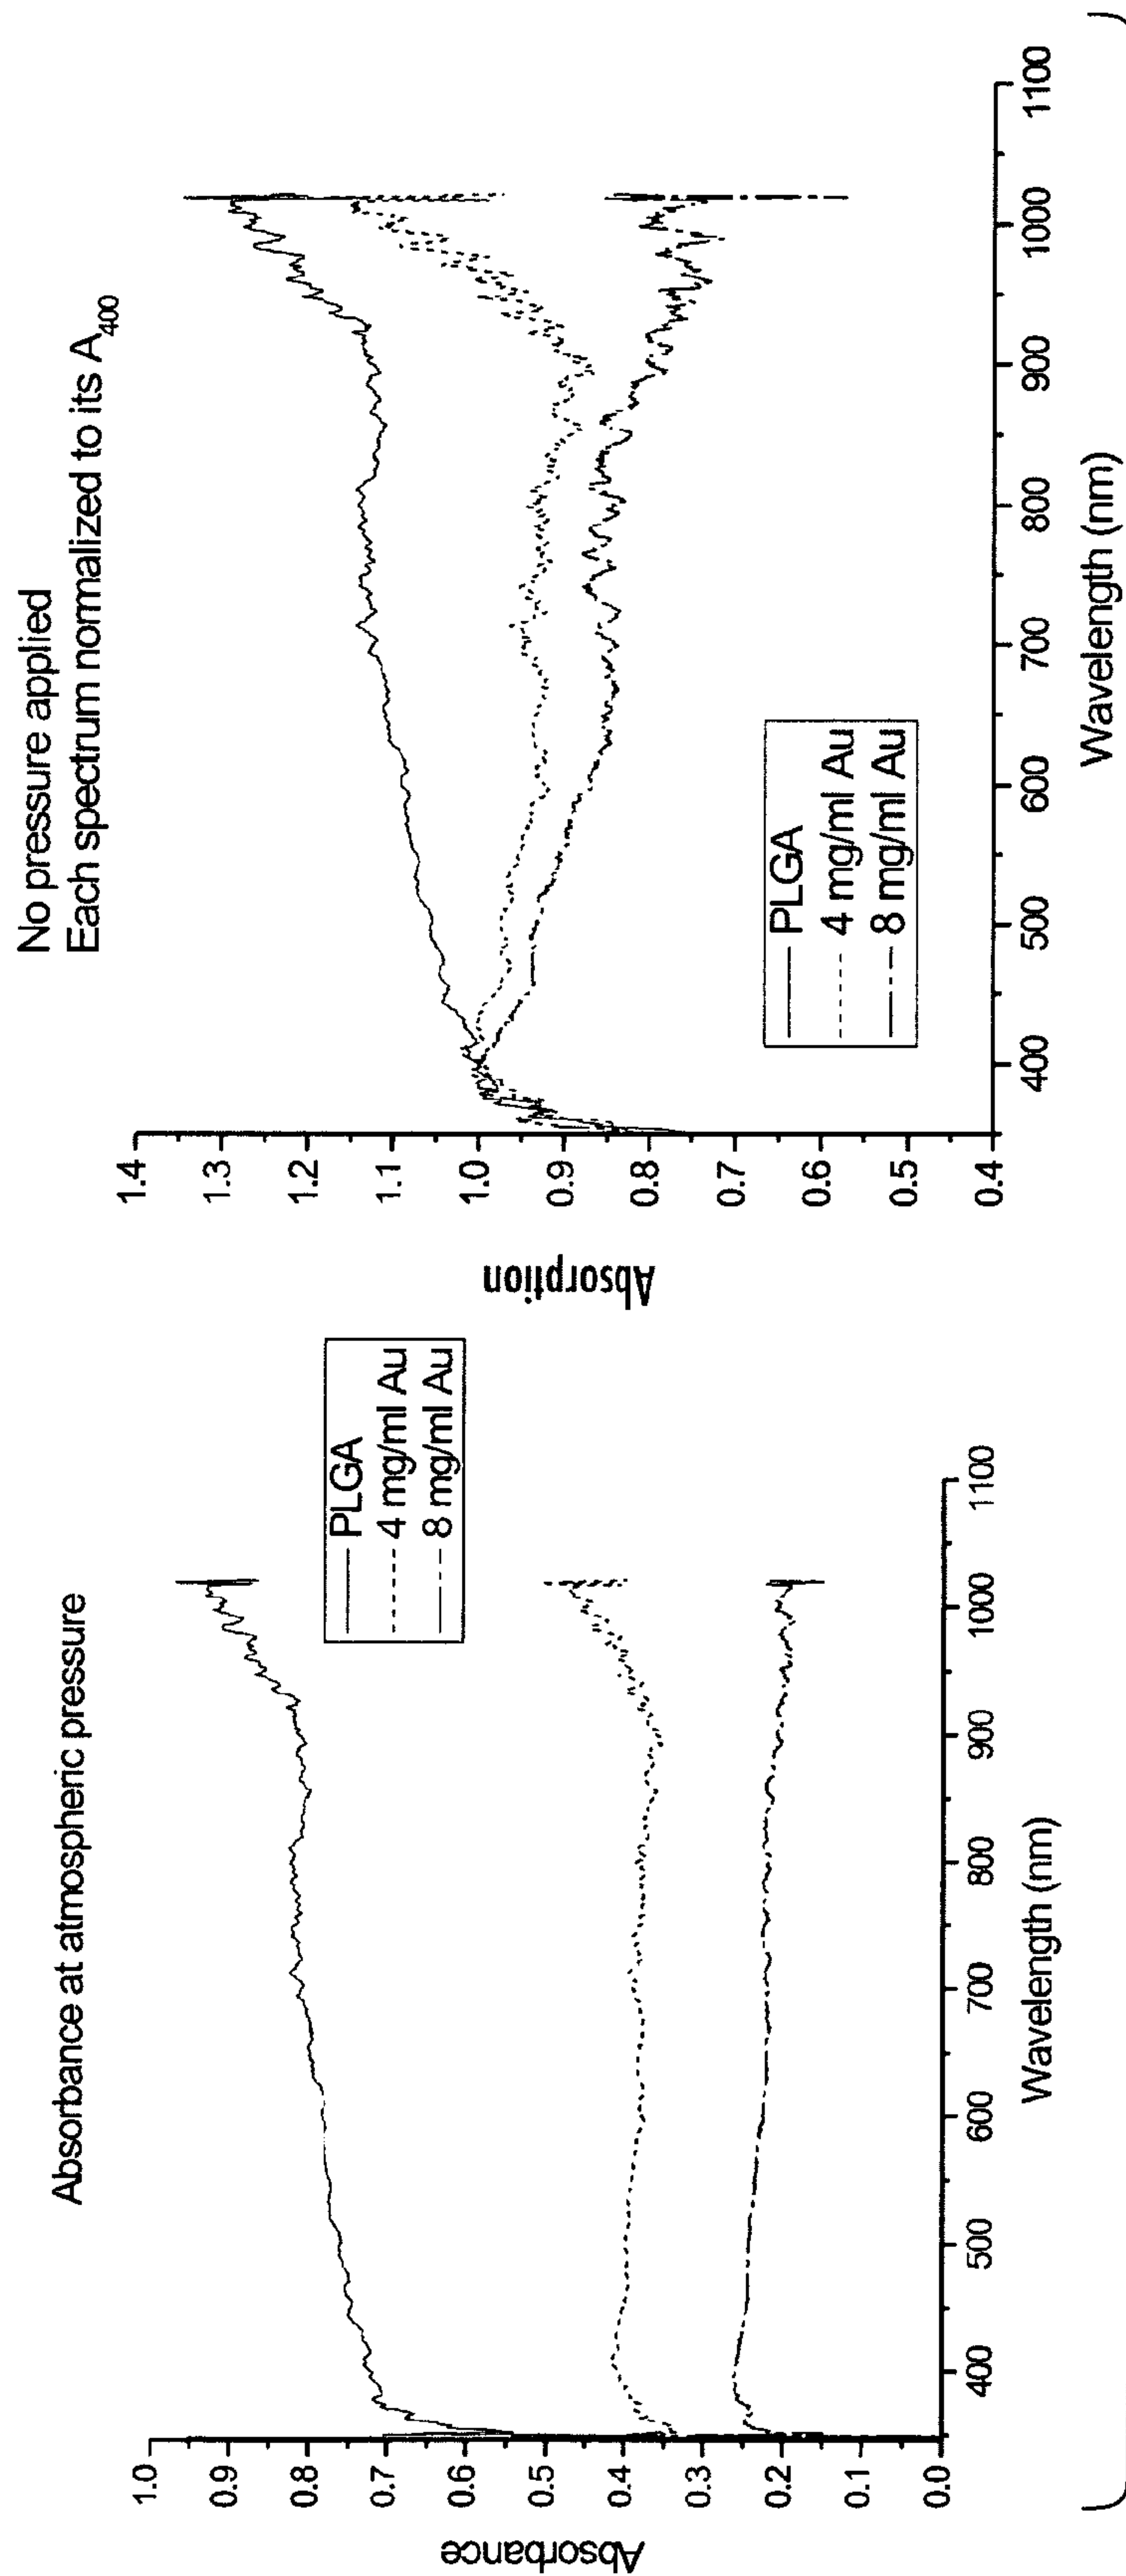 Absorbance at atmospheric pressure
1.0
0.9
0.8
0.7
0.6
0.5
0.4
0.3
0.2
0.1
0.0
Absorbance
PLGA
4 mg/ml Au
8 mg/ml Au
400 500 600 700 800 900 1000 1100
Wavelength (nm)
No pressure applied
Each spectrum normalized to its A400
1.4
1.3
1.2
1.1
1.0
0.9
0.8
0.7
0.6
0.5
0.4
Absorption
PLGA
4 mg/ml Au
8 mg/ml Au
400 500 600 700 800 900 1000 1100
Wavelength (nm)